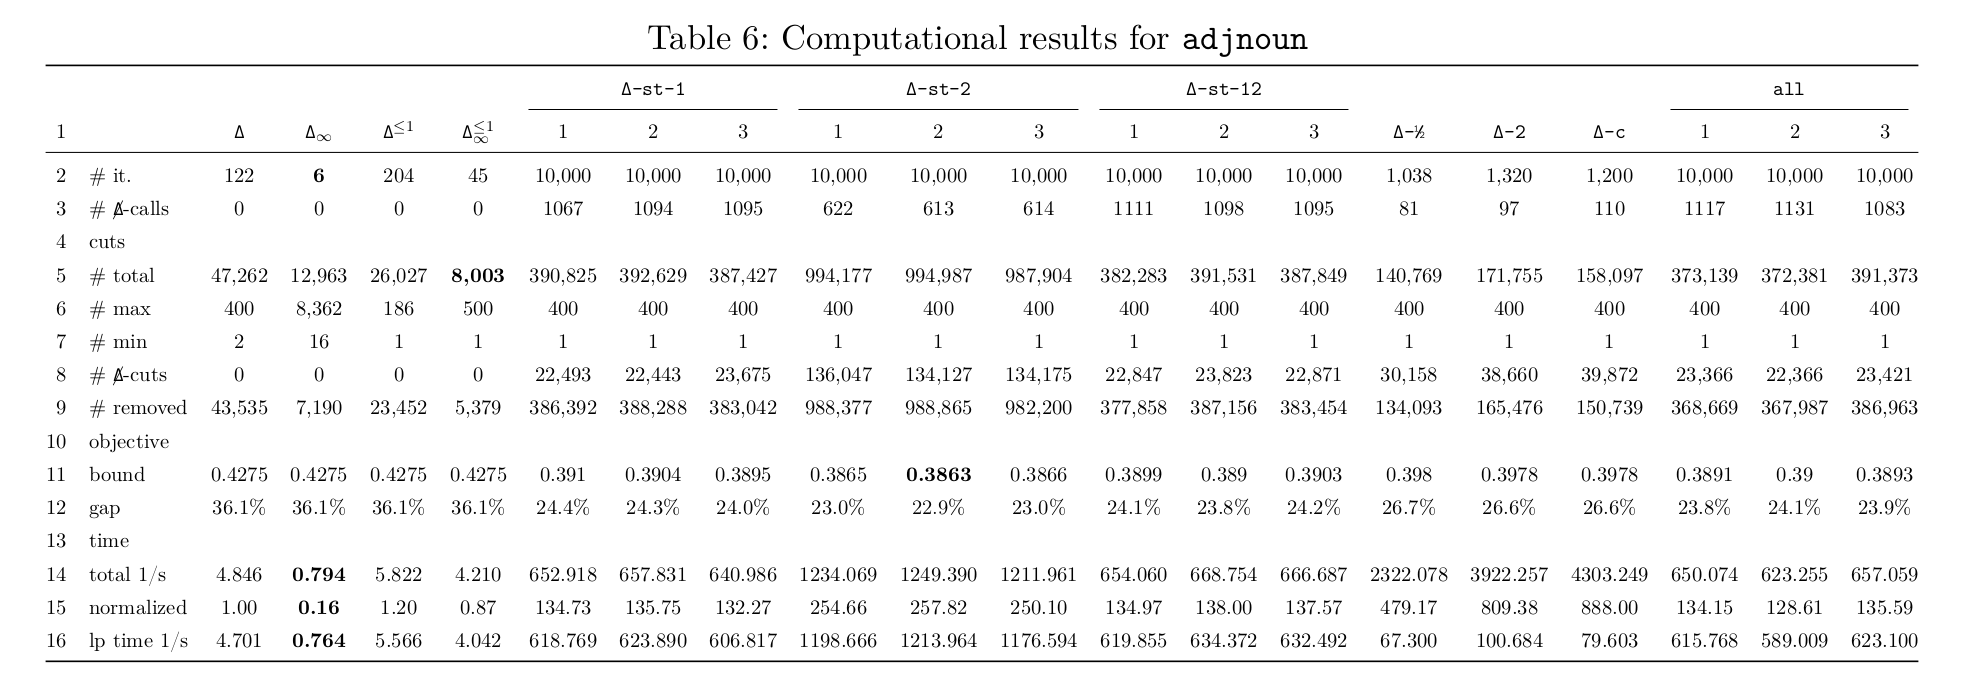 Table 6: Computational results for adjnoun
Δ-st-1 Δ-st-2 Δ-st-12 all
1 Δ Δ∞ Δ≤1 Δ≤1∞ 1 2 3 1 2 3 1 2 3 Δ-½ Δ-2 Δ-c 1 2 3
2 # it. 122 6 204 45 10,000 10,000 10,000 10,000 10,000 10,000 10,000 10,000 10,000 1,038 1,320 1,200 10,000 10,000 10,000
3 # Δ̸-calls 0 0 0 0 1067 1094 1095 622 613 614 1111 1098 1095 81 97 110 1117 1131 1083
4 cuts
5 # total 47,262 12,963 26,027 8,003 390,825 392,629 387,427 994,177 994,987 987,904 382,283 391,531 387,849 140,769 171,755 158,097 373,139 372,381 391,373
6 # max 400 8,362 186 500 400 400 400 400 400 400 400 400 400 400 400 400 400 400 400
7 # min 2 16 1 1 1 1 1 1 1 1 1 1 1 1 1 1 1 1 1
8 # Δ̸-cuts 0 0 0 0 22,493 22,443 23,675 136,047 134,127 134,175 22,847 23,823 22,871 30,158 38,660 39,872 23,366 22,366 23,421
9 # removed 43,535 7,190 23,452 5,379 386,392 388,288 383,042 988,377 988,865 982,200 377,858 387,156 383,454 134,093 165,476 150,739 368,669 367,987 386,963
10 objective
11 bound 0.4275 0.4275 0.4275 0.4275 0.391 0.3904 0.3895 0.3865 0.3863 0.3866 0.3899 0.389 0.3903 0.398 0.3978 0.3978 0.3891 0.39 0.3893
12 gap 36.1% 36.1% 36.1% 36.1% 24.4% 24.3% 24.0% 23.0% 22.9% 23.0% 24.1% 23.8% 24.2% 26.7% 26.6% 26.6% 23.8% 24.1% 23.9%
13 time
14 total 1/s 4.846 0.794 5.822 4.210 652.918 657.831 640.986 1234.069 1249.390 1211.961 654.060 668.754 666.687 2322.078 3922.257 4303.249 650.074 623.255 657.059
15 normalized 1.00 0.16 1.20 0.87 134.73 135.75 132.27 254.66 257.82 250.10 134.97 138.00 137.57 479.17 809.38 888.00 134.15 128.61 135.59
16 lp time 1/s 4.701 0.764 5.566 4.042 618.769 623.890 606.817 1198.666 1213.964 1176.594 619.855 634.372 632.492 67.300 100.684 79.603 615.768 589.009 623.100